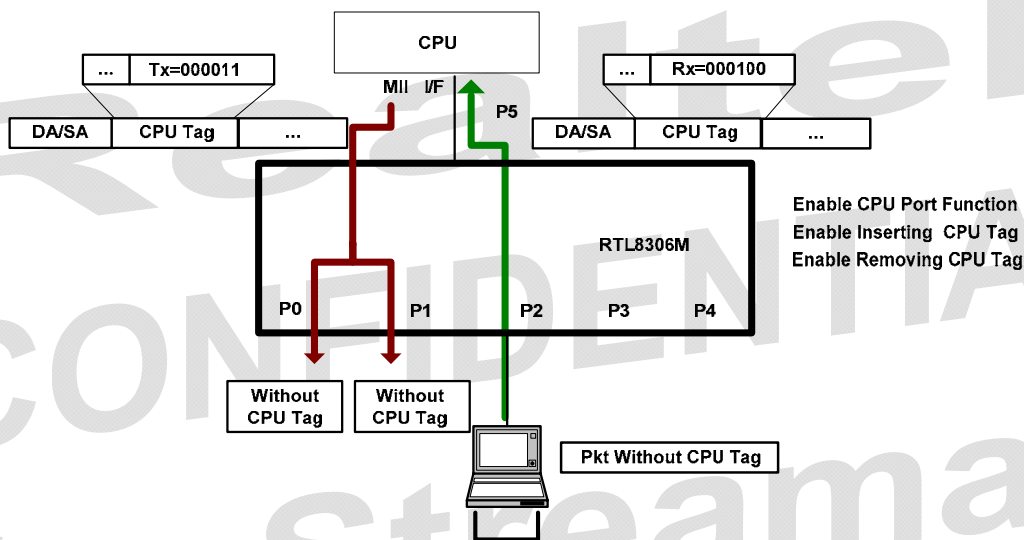 CPU
... Tx=000011
... Rx=000100
MII I/F
P5
DA/SA CPU Tag ...
DA/SA CPU Tag ...
Enable CPU Port Function
Enable Inserting CPU Tag
Enable Removing CPU Tag
RTL8306M
P0 P1 P2 P3 P4
Without
CPU Tag
Without
CPU Tag
Pkt Without CPU Tag
Realtek
CONFIDENTIA
Streama